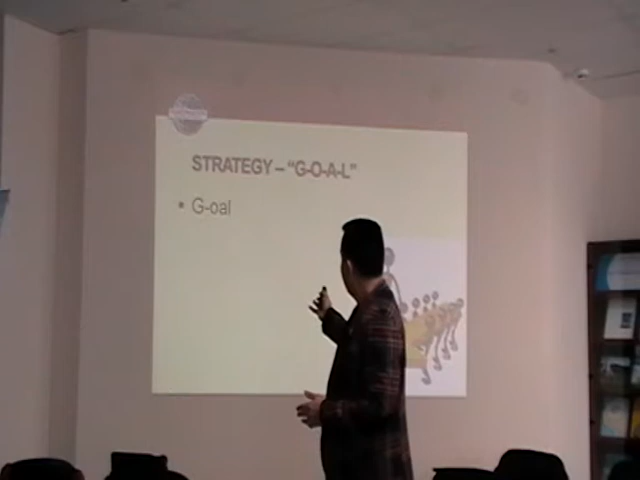 STRATEGY – "G-O-A-L"
• G-oal